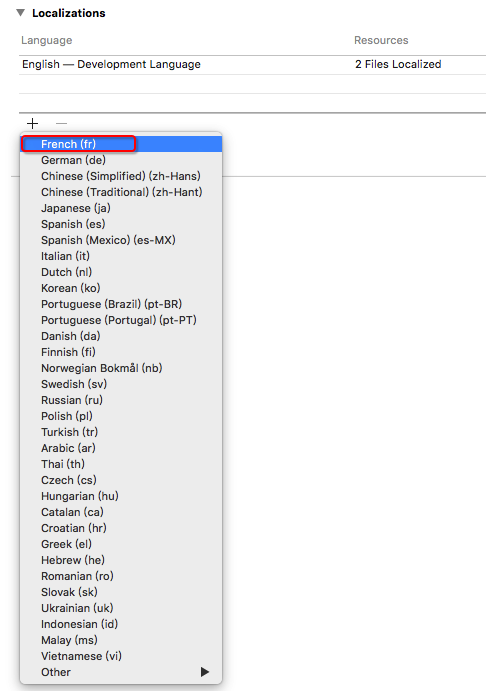 Localizations
Language Resources
English — Development Language 2 Files Localized
French (fr)
German (de)
Chinese (Simplified) (zh-Hans)
Chinese (Traditional) (zh-Hant)
Japanese (ja)
Spanish (es)
Spanish (Mexico) (es-MX)
Italian (it)
Dutch (nl)
Korean (ko)
Portuguese (Brazil) (pt-BR)
Portuguese (Portugal) (pt-PT)
Danish (da)
Finnish (fi)
Norwegian Bokmål (nb)
Swedish (sv)
Russian (ru)
Polish (pl)
Turkish (tr)
Arabic (ar)
Thai (th)
Czech (cs)
Hungarian (hu)
Catalan (ca)
Croatian (hr)
Greek (el)
Hebrew (he)
Romanian (ro)
Slovak (sk)
Ukrainian (uk)
Indonesian (id)
Malay (ms)
Vietnamese (vi)
Other